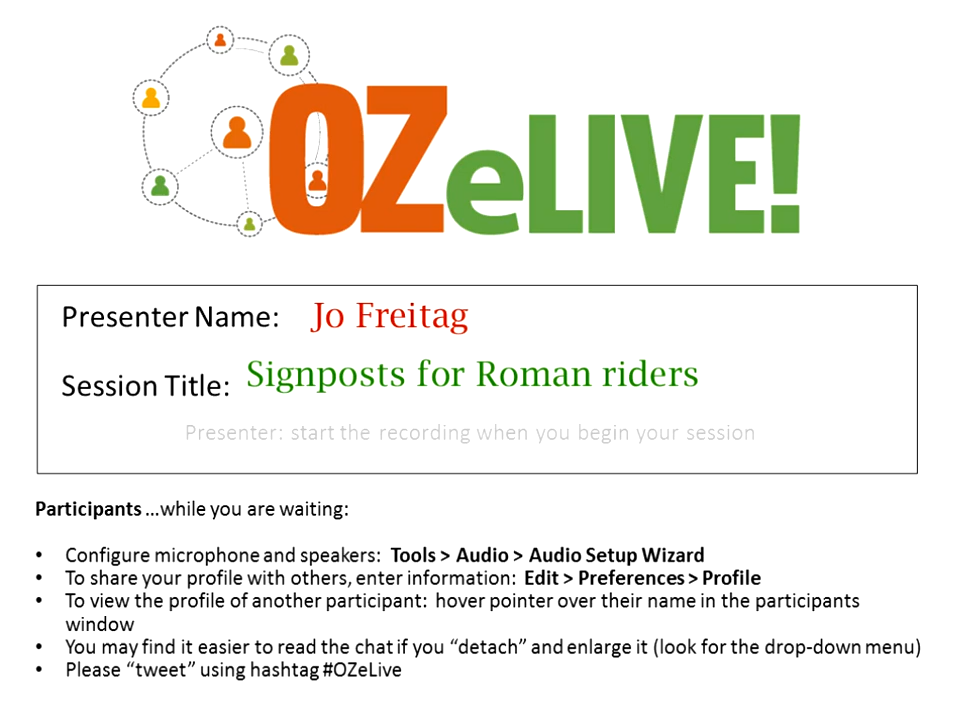 OZeLIVE!
Presenter Name: Jo Freitag
Session Title: Signposts for Roman riders
Presenter: start the recording when you begin your session
Participants ...while you are waiting:
• Configure microphone and speakers: Tools > Audio > Audio Setup Wizard
• To share your profile with others, enter information: Edit > Preferences > Profile
• To view the profile of another participant: hover pointer over their name in the participants
window
• You may find it easier to read the chat if you “detach” and enlarge it (look for the drop-down menu)
• Please “tweet” using hashtag #OZeLive